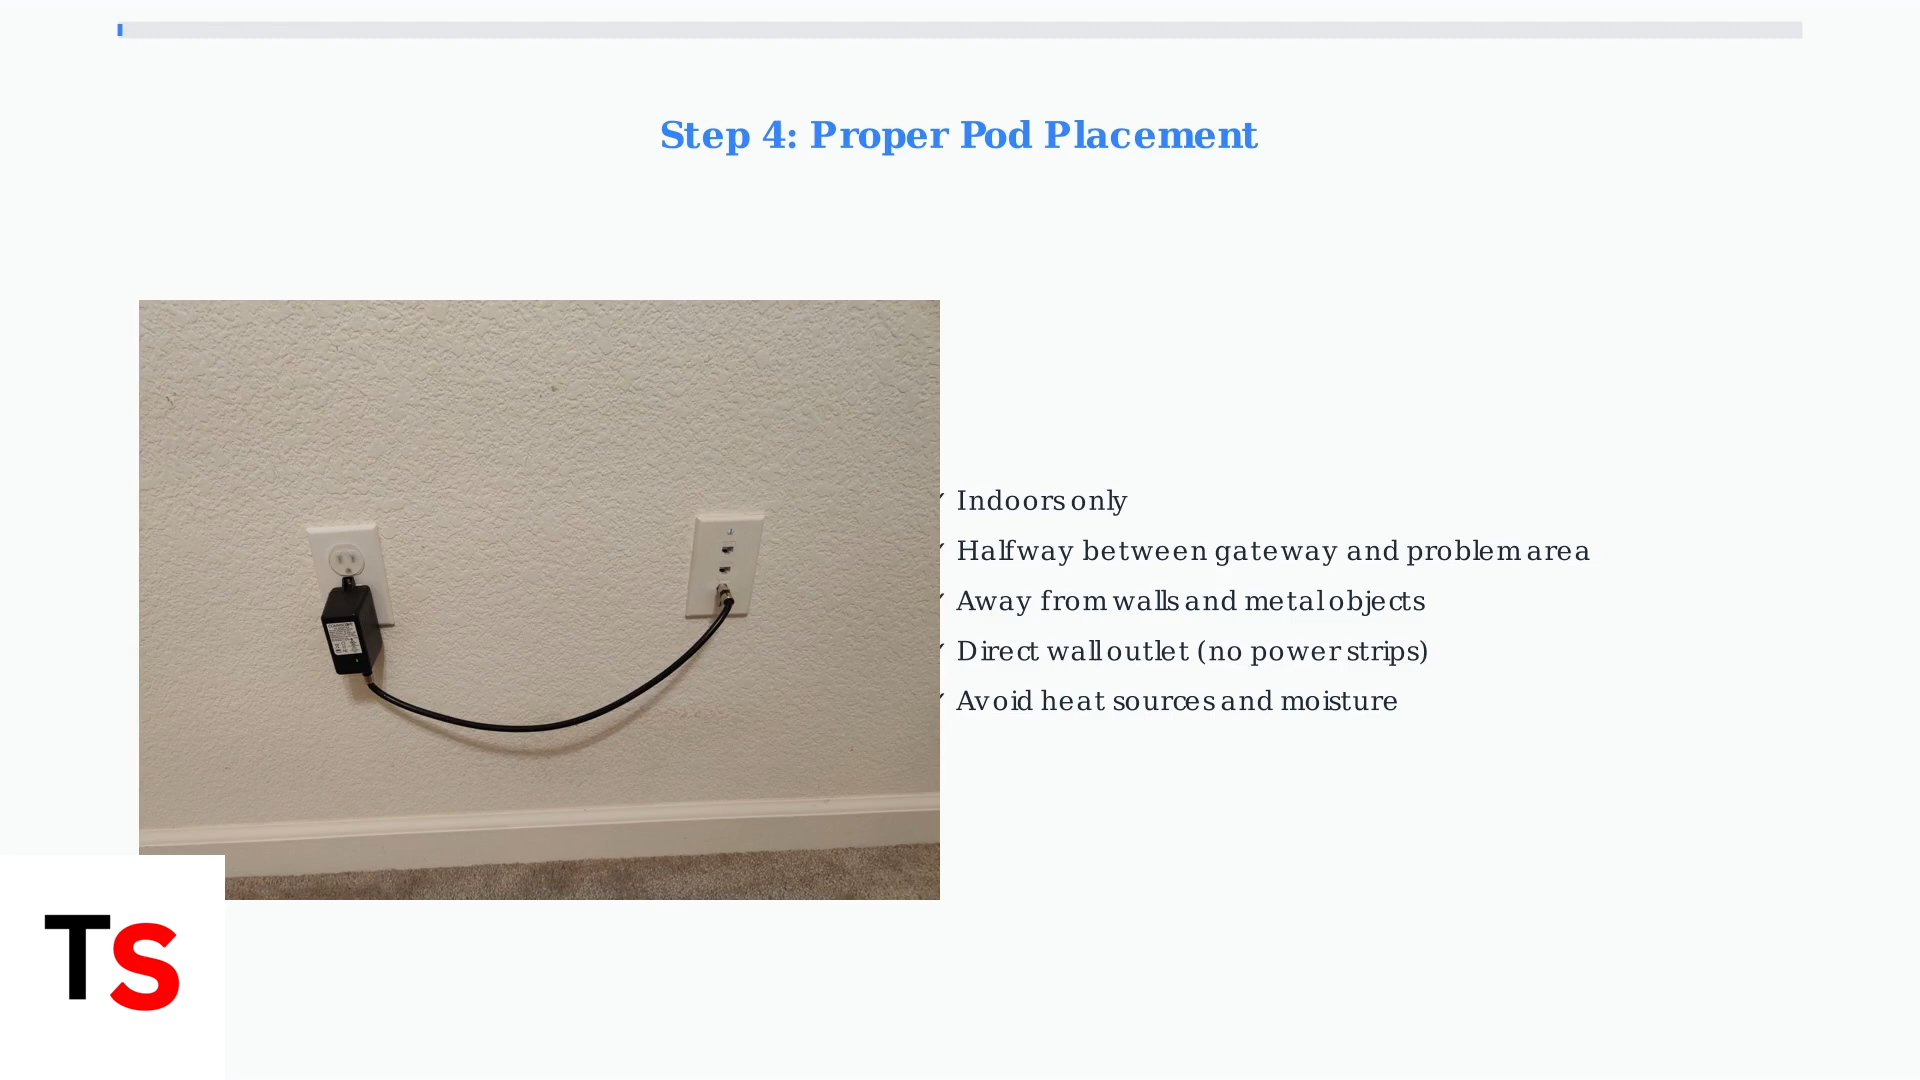 Step 4: Proper Pod Placement
Indoors only
Halfway between gateway and problem area
Away from walls and metal objects
Direct wall outlet (no power strips)
Avoid heat sources and moisture
TS